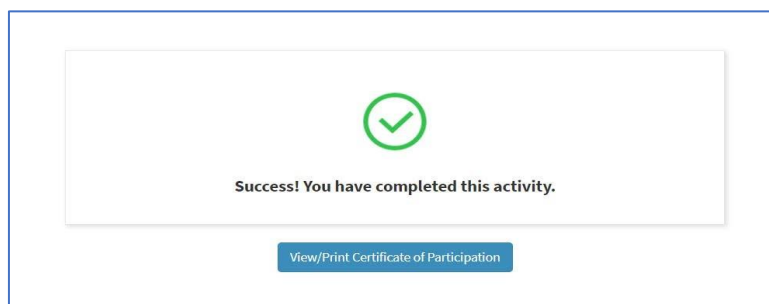 Success! You have completed this activity.
View/Print Certificate of Participation